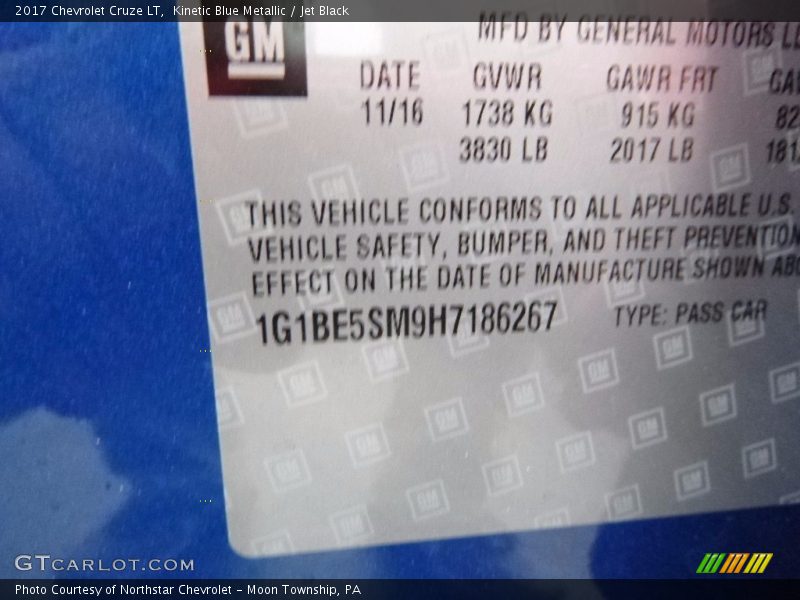 2017 Chevrolet Cruze LT,  Kinetic Blue Metallic / Jet Black
GM
MFD BY GENERAL MOTORS
DATE GVWR GAWR FRT
11/16 1738 KG 915 KG 82
3830 LB 2017 LB 181
THIS VEHICLE CONFORMS TO ALL APPLICABLE U.S.
VEHICLE SAFETY, BUMPER, AND THEFT PREVENTION
EFFECT ON THE DATE OF MANUFACTURE SHOWN
1G1BE5SM9H7186267 TYPE: PASS CAR
GTCARLOT.COM
Photo Courtesy of Northstar Chevrolet - Moon Township, PA